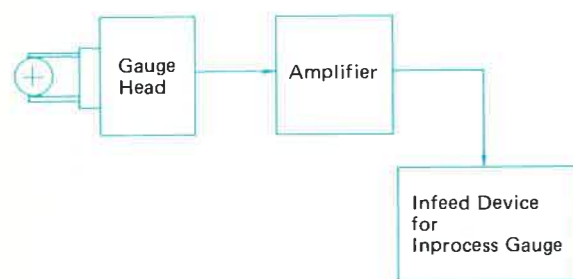 Gauge
Head
Amplifier
Infeed Device
for
Inprocess Gauge